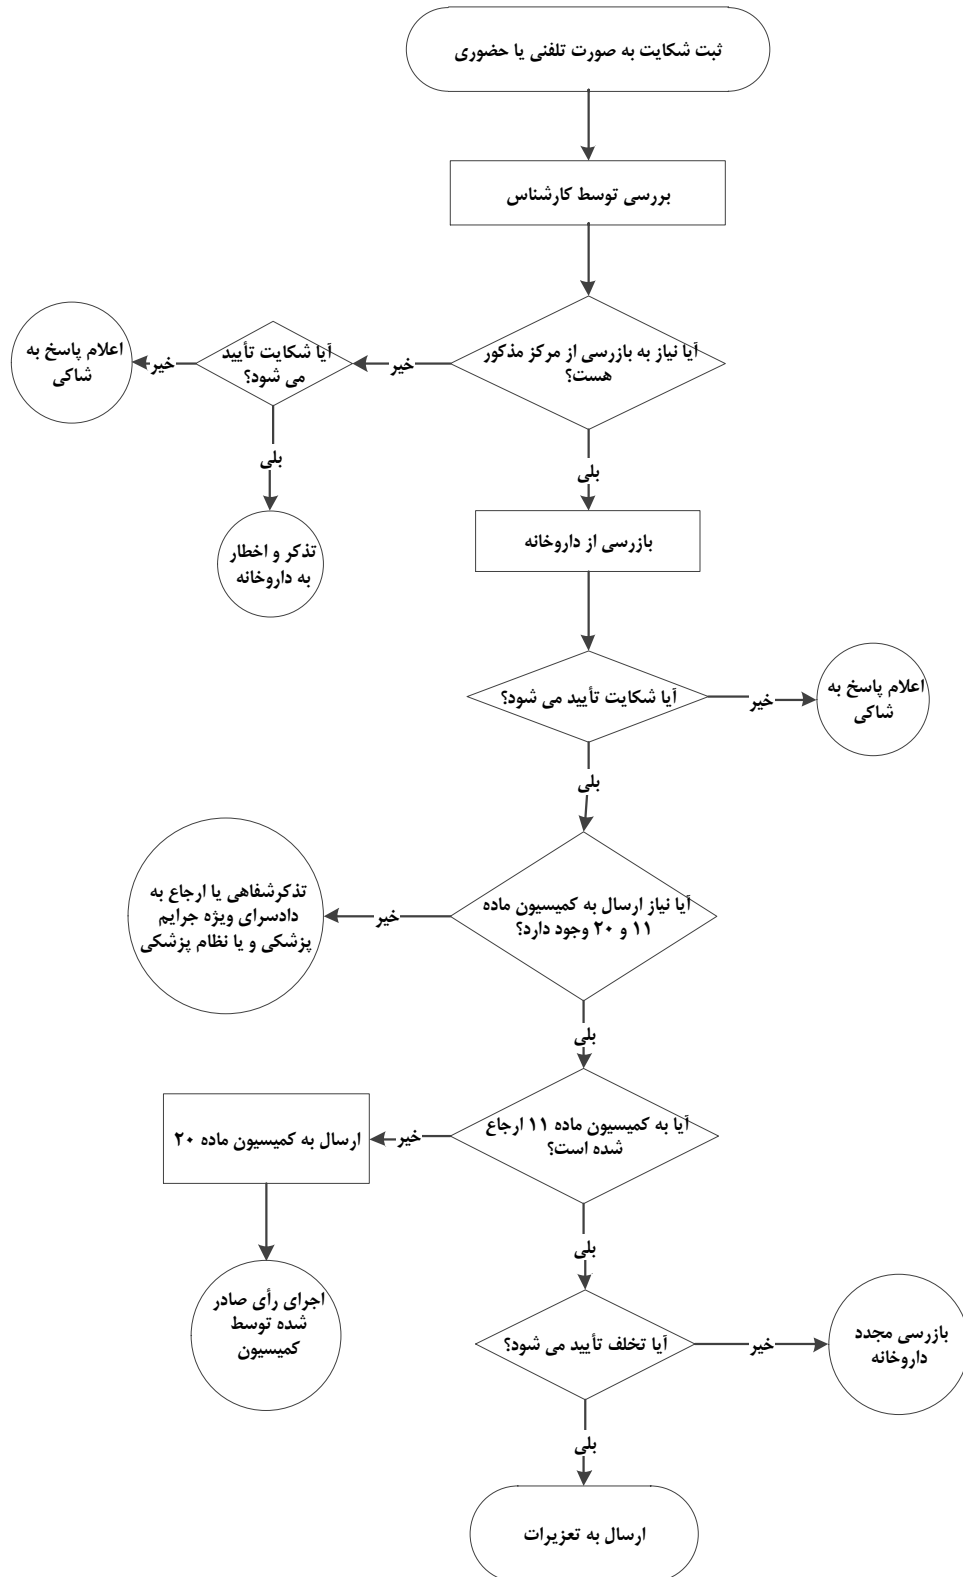 ثبت شکایت به صورت تلفنی یا حضوری
بررسی توسط کارشناس
آیا نیاز به بازرسی از مرکز مذکور
هست؟
خیر
آیا شکایت تأیید
می شود؟
خیر
اعلام پاسخ به
شاکی
بلی
تذکر و اخطار
به داروخانه
بلی
بازرسی از داروخانه
آیا شکایت تأیید می شود؟
خیر
اعلام پاسخ به
شاکی
بلی
آیا نیاز ارسال به کمیسیون ماده
۱۱ و ۲۰ وجود دارد؟
خیر
تذکرشفاهی یا ارجاع به
دادسرای ویژه جرایم
پزشکی و یا نظام پزشکی
بلی
آیا به کمیسیون ماده ۱۱ ارجاع
شده است؟
خیر
ارسال به کمیسیون ماده ۲۰
اجرای رأی صادر
شده توسط
کمیسیون
بلی
آیا تخلف تأیید می شود؟
خیر
بازرسی مجدد
داروخانه
بلی
ارسال به تعزیرات